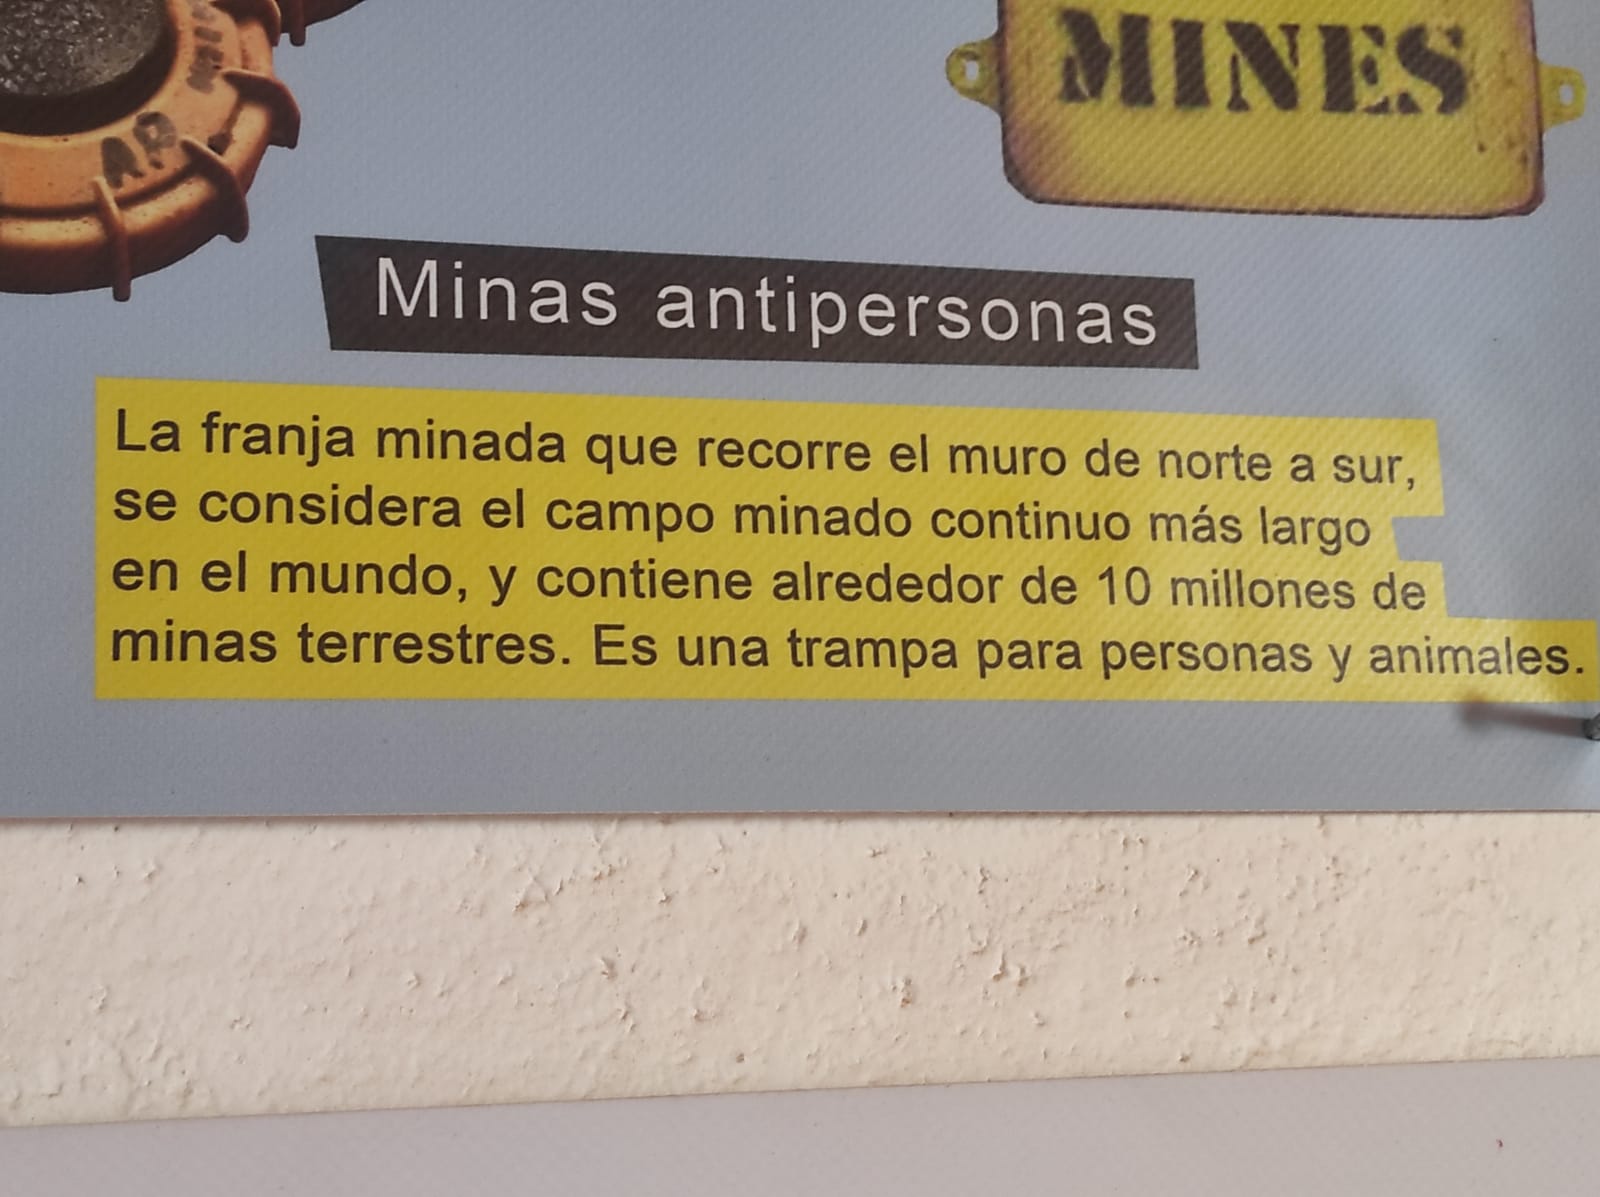 MINES
AP
Minas antipersonas
La franja minada que recorre el muro de norte a sur,
se considera el campo minado continuo más largo
en el mundo, y contiene alrededor de 10 millones de
minas terrestres. Es una trampa para personas y animales.